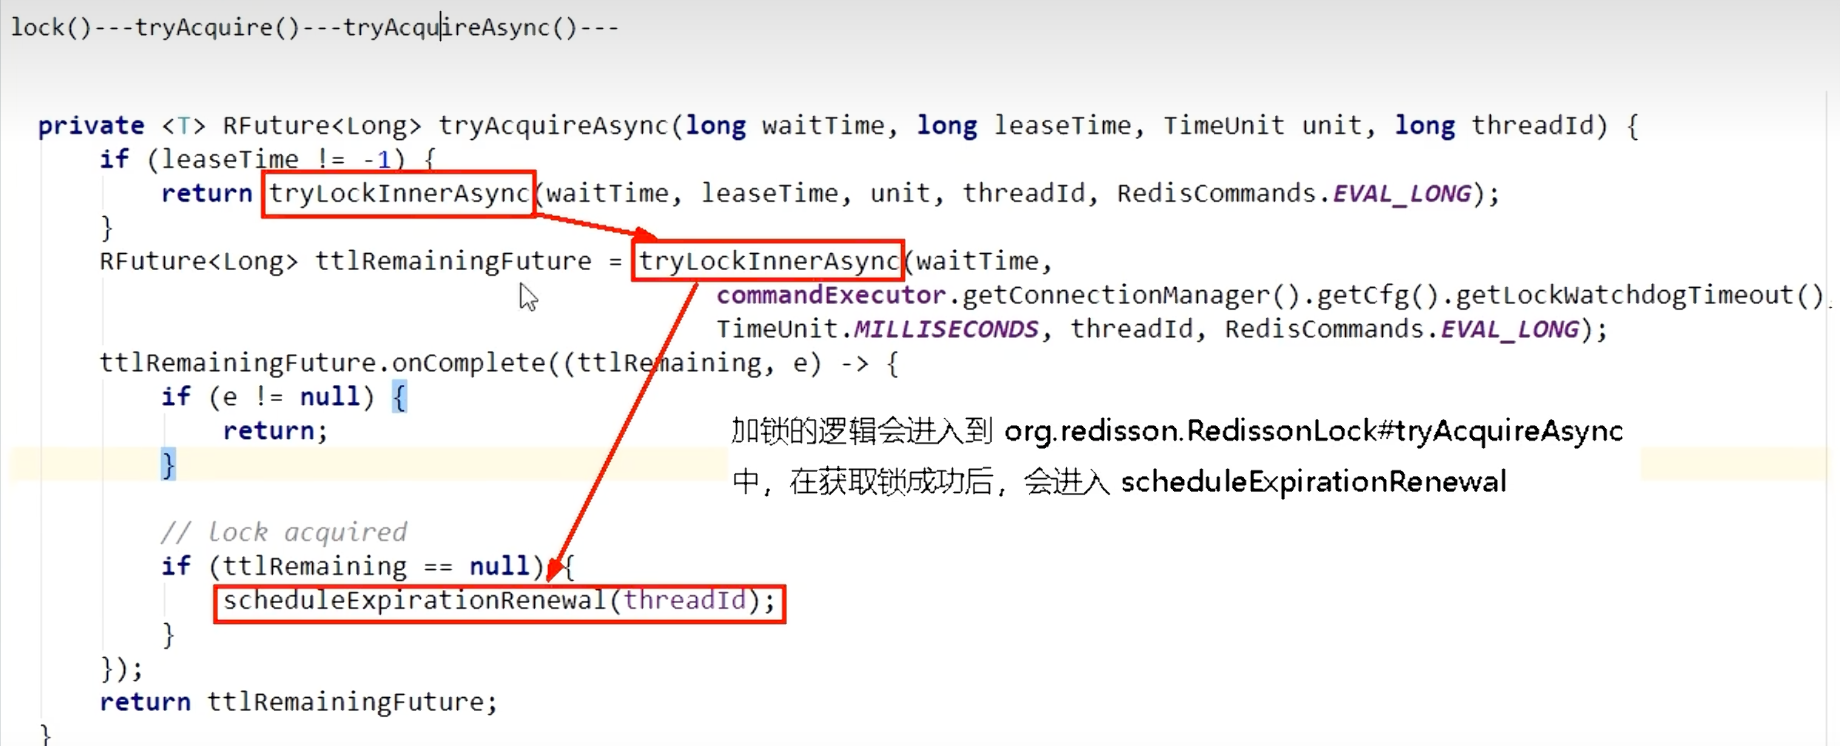 lock()---tryAcquire()---tryAcquireAsync()---
private <T> RFuture<Long> tryAcquireAsync(long waitTime, long leaseTime, TimeUnit unit, long threadId) {
if (leaseTime != -1) {
return tryLockInnerAsync(waitTime, leaseTime, unit, threadId, RedisCommands.EVAL_LONG);
}
RFuture<Long> ttlRemainingFuture = tryLockInnerAsync(waitTime,
commandExecutor.getConnectionManager().getCfg().getLockWatchdogTimeout(),
TimeUnit.MILLISECONDS, threadId, RedisCommands.EVAL_LONG);
ttlRemainingFuture.onComplete((ttlRemaining, e) -> {
if (e != null) {
return;
加锁的逻辑会进入到 org.redisson.RedissonLock#tryAcquireAsync
}
中，在获取锁成功后，会进入 scheduleExpirationRenewal
// lock acquired
if (ttlRemaining == null) {
scheduleExpirationRenewal(threadId);
}
});
return ttlRemainingFuture;
}